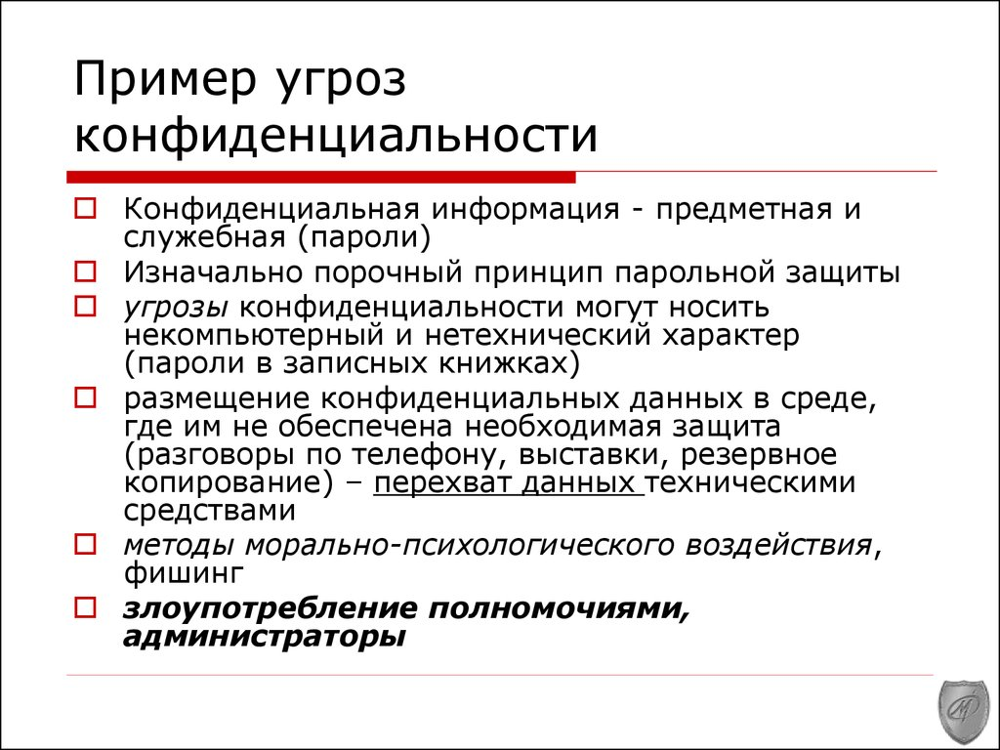 Пример угроз
конфиденциальности
Конфиденциальная информация - предметная и
служебная (пароли)
Изначально порочный принцип парольной защиты
угрозы конфиденциальности могут носить
некомпьютерный и нетехнический характер
(пароли в записных книжках)
размещение конфиденциальных данных в среде,
где им не обеспечена необходимая защита
(разговоры по телефону, выставки, резервное
копирование) – перехват данных техническими
средствами
методы морально-психологического воздействия,
фишинг
злоупотребление полномочиями,
администраторы